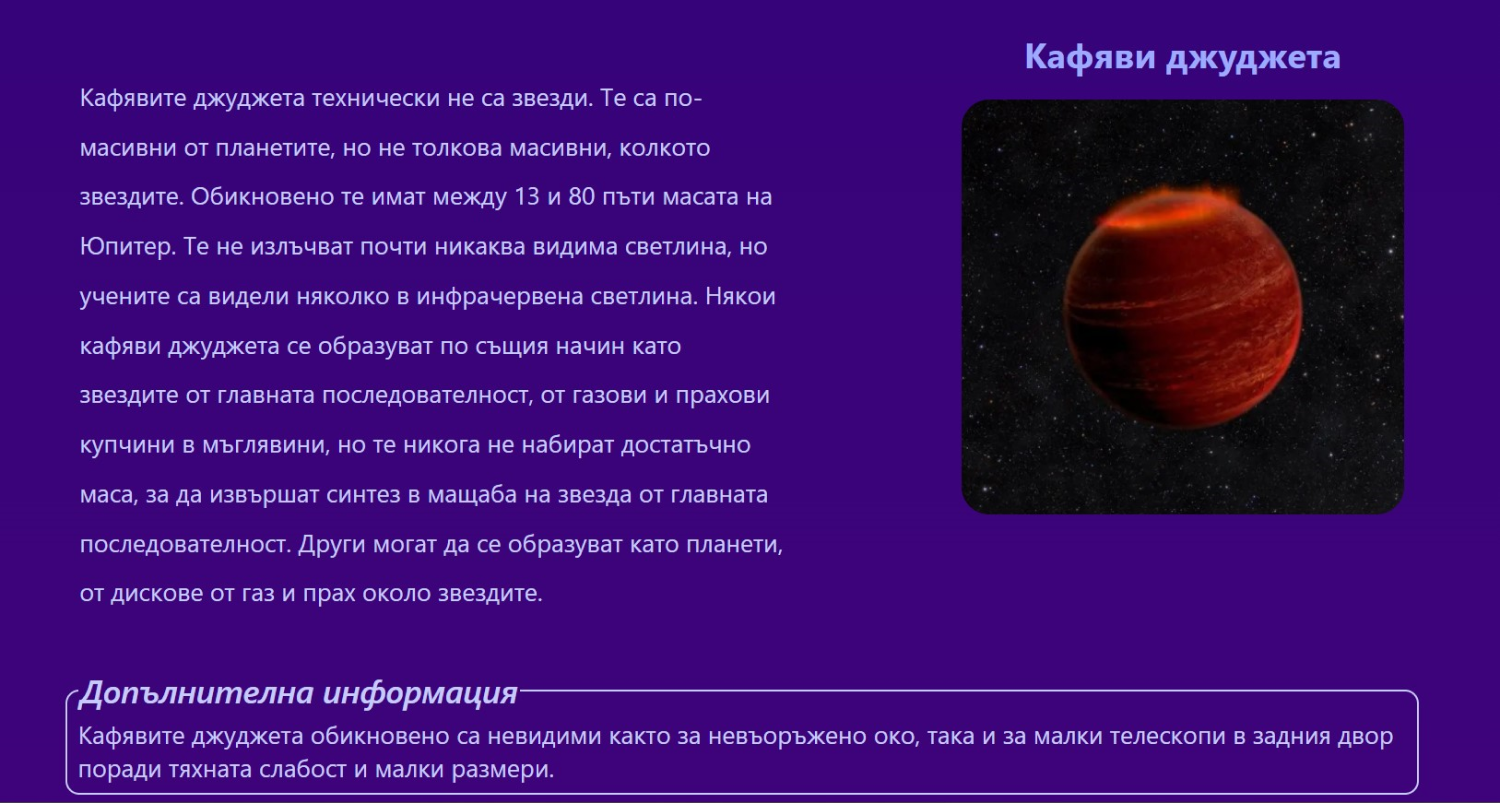 Кафяви джуджета
Кафявите джуджета технически не са звезди. Те са по-
масивни от планетите, но не толкова масивни, колкото
звездите. Обикновено те имат между 13 и 80 пъти масата на
Юпитер. Те не излъчват почти никаква видима светлина, но
учените са видели няколко в инфрачервена светлина. Някои
кафяви джуджета се образуват по същия начин като
звездите от главната последователност, от газови и прахови
купчини в мъглявини, но те никога не набират достатъчно
маса, за да извършат синтез в мащаба на звезда от главната
последователност. Други могат да се образуват като планети,
от дискове от газ и прах около звездите.
Допълнителна информация
Кафявите джуджета обикновено са невидими както за невъоръжено око, така и за малки телескопи в задния двор
поради тяхната слабост и малки размери.